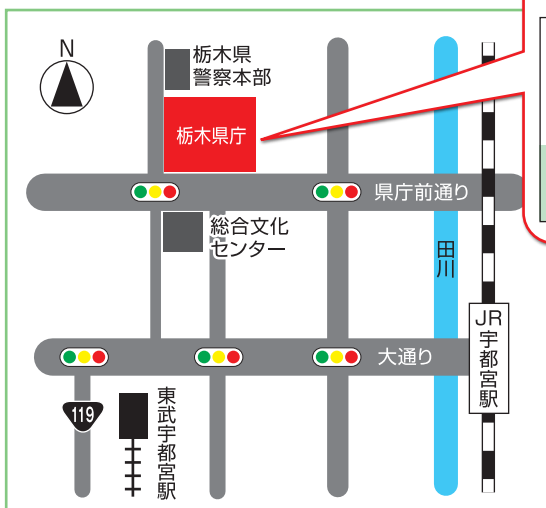 N
栃木県
警察本部
栃木県庁
県庁前通り
総合文化
センター
田川
JR宇都宮駅
大通り
119
東武宇都宮駅